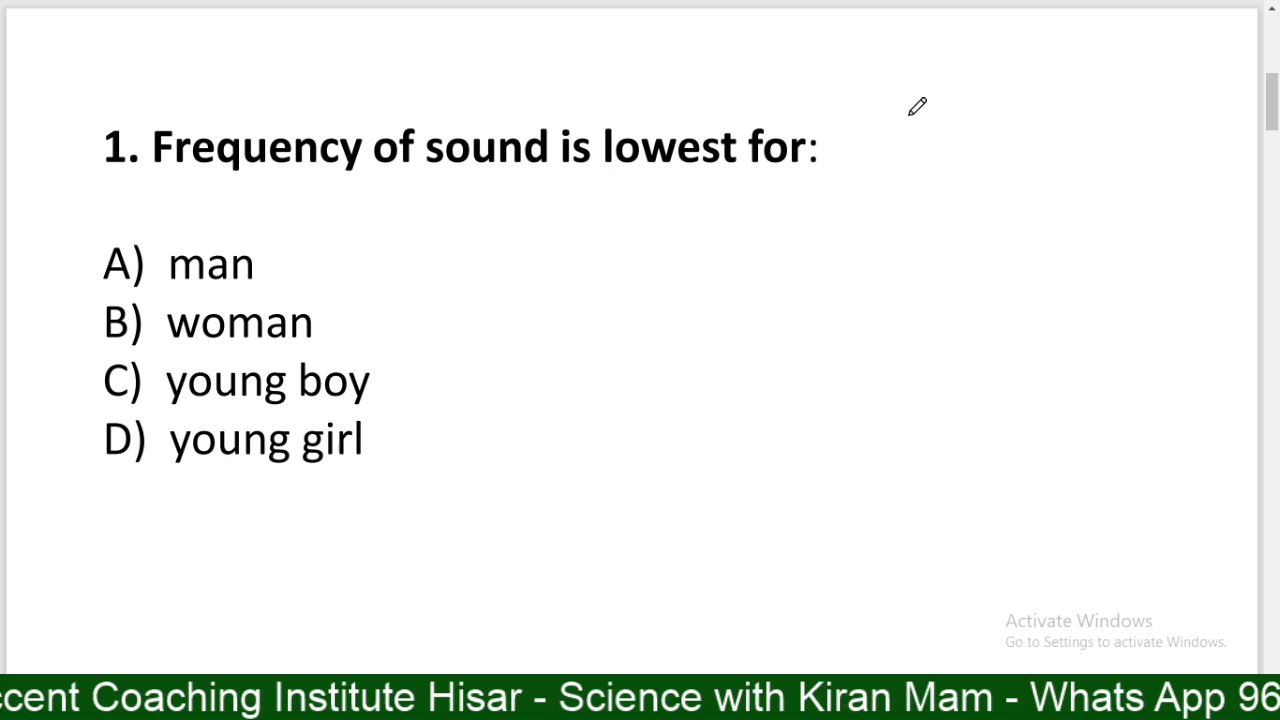 1. Frequency of sound is lowest for:
A) man
B) woman
C) young boy
D) young girl
Activate Windows
Go to Settings to activate Windows.
Coaching Institute Hisar - Science with Kiran Mam - Whats App 96